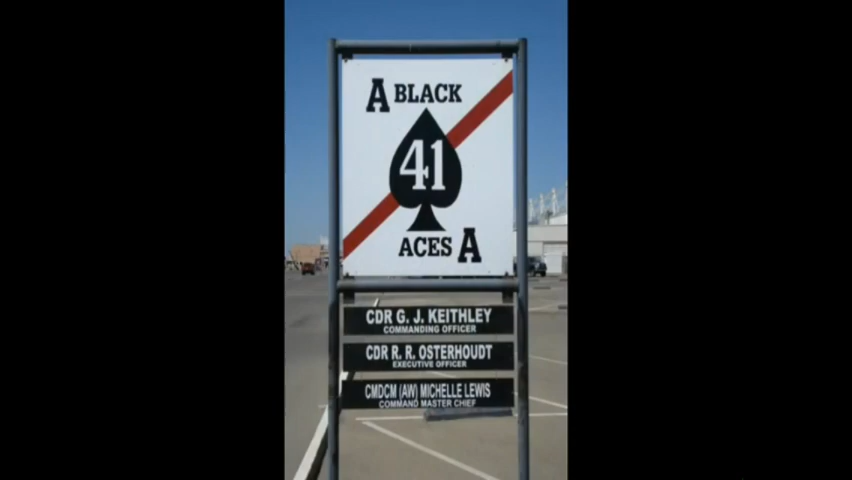 A BLACK
41
ACES A
CDR G. J. KEITHLEY
COMMANDING OFFICER
CDR R. R. OSTERHOUDT
EXECUTIVE OFFICER
CMDCM (AW) MICHELLE LEWIS
COMMAND MASTER CHIEF